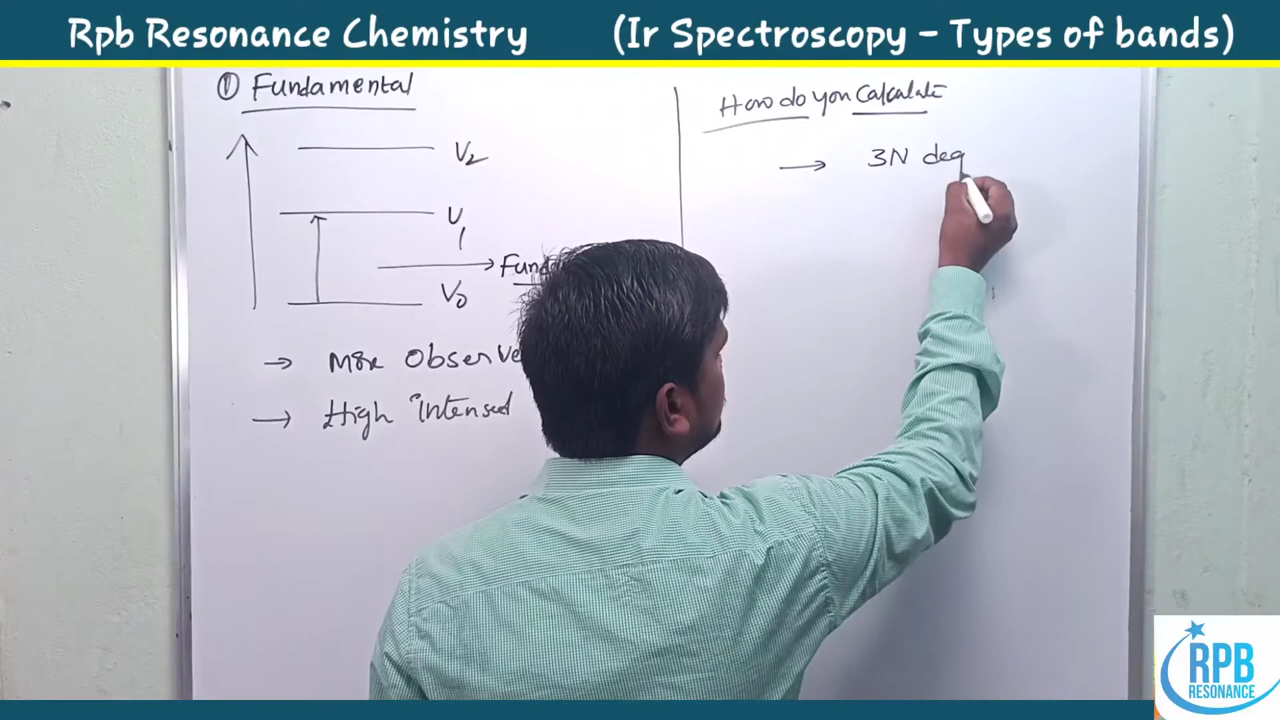 Rpb Resonance Chemistry (Ir Spectroscopy - Types of bands)
① Fundamental
V2
V1
Fund
V0
→ More Observe
→ High intensed
How do you Calculate
→ 3N deg
RPB
RESONANCE